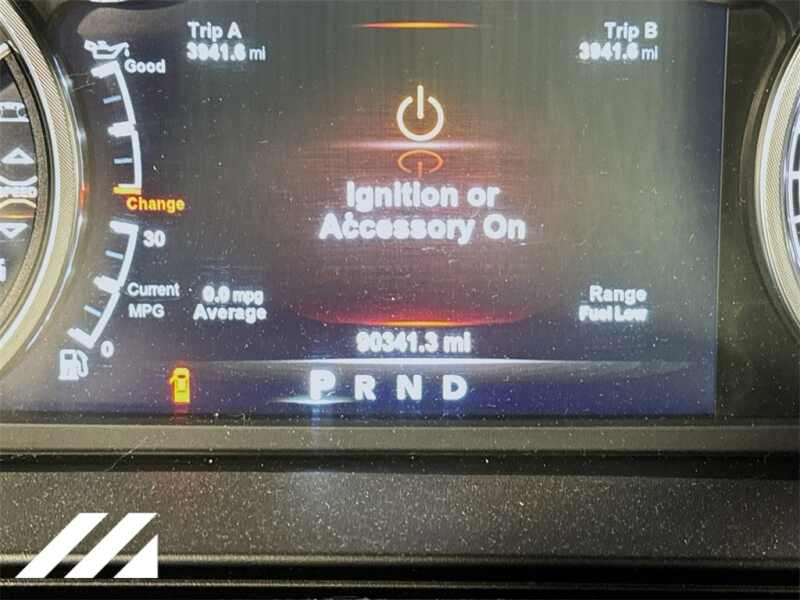 Trip A
3941.6 mi
Trip B
3941.6 mi
Good
Change
Ignition or
Accessory On
30
Current
MPG
0
0.0 mpg
Average
Range
Fuel Low
90341.3 mi
P R N D